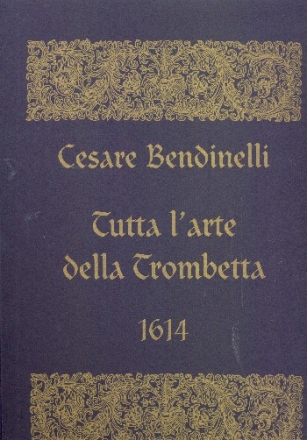 Cesare Bendinelli
Tutta l'arte
della Trombetta
1614